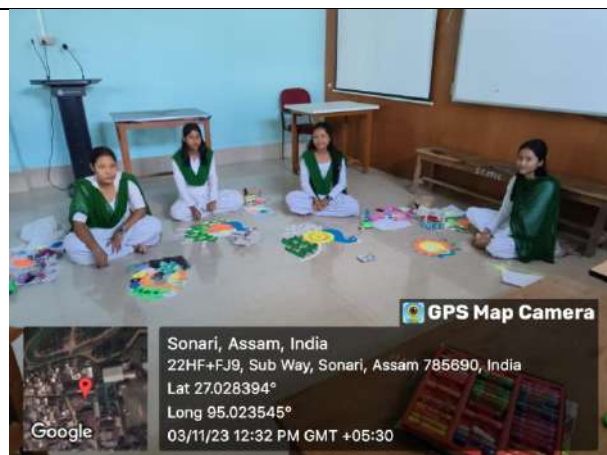 GPS Map Camera
Sonari, Assam, India
22HF+FJ9, Sub Way, Sonari, Assam 785690, India
Lat 27.028394°
Long 95.023545°
03/11/23 12:32 PM GMT +05:30
Google